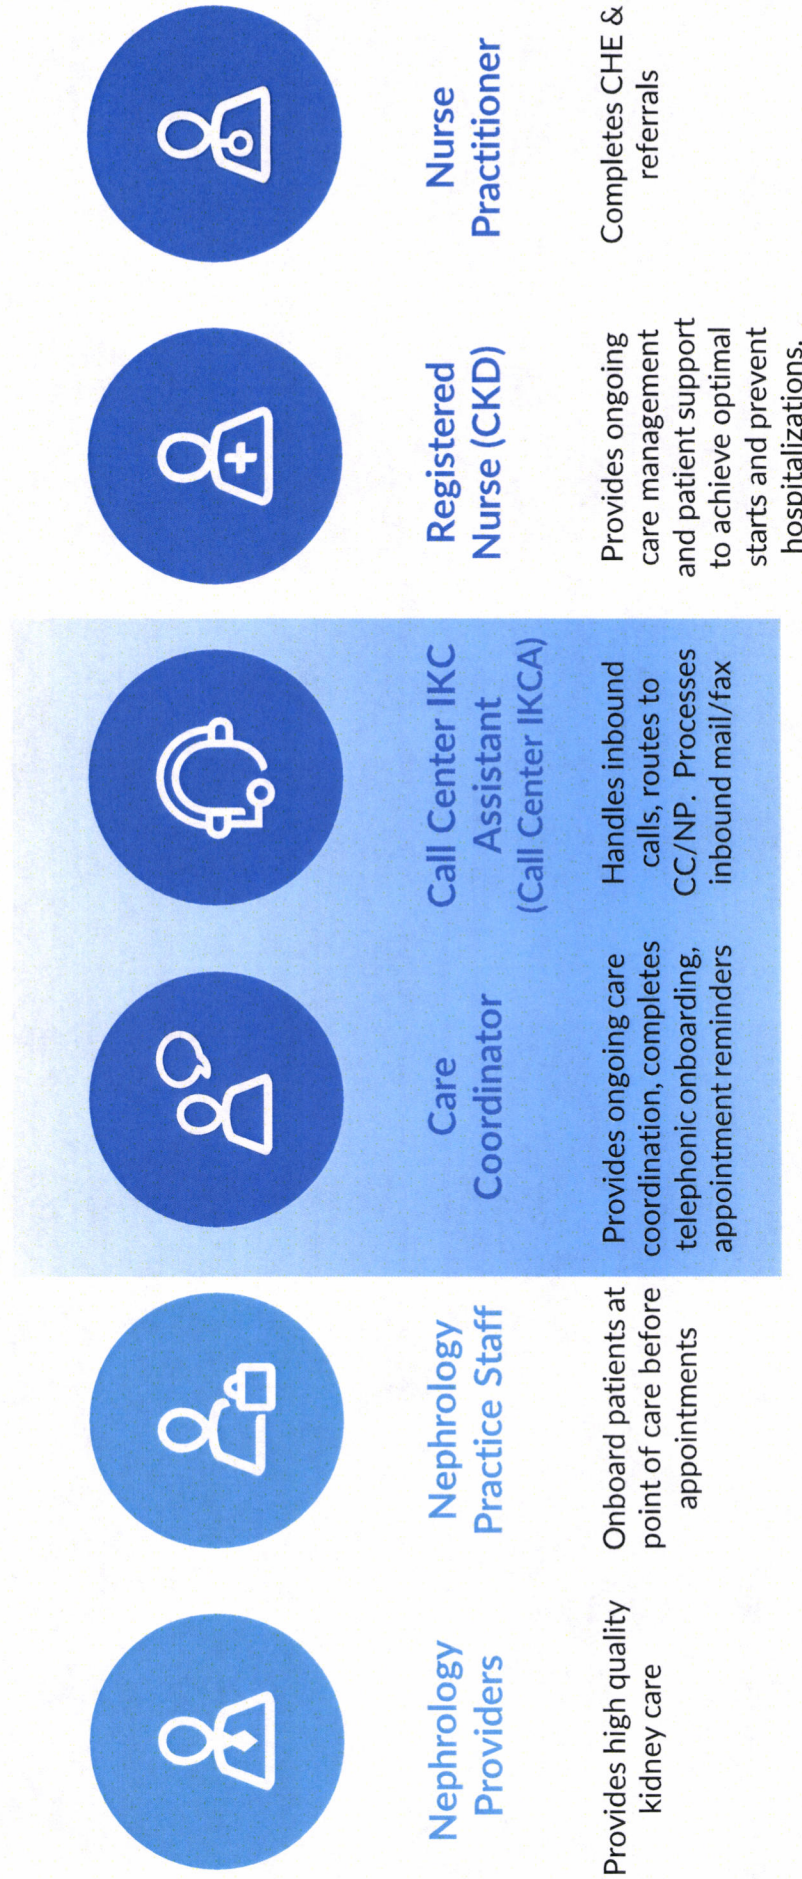 Nephrology
Providers
Provides high quality
kidney care
Nephrology
Practice Staff
Onboard patients at
point of care before
appointments
Care
Coordinator
Provides ongoing care
coordination, completes
telephonic onboarding,
appointment reminders
Call Center IKC
Assistant
(Call Center IKCA)
Handles inbound
calls, routes to
CC/NP. Processes
inbound mail/fax
Registered
Nurse (CKD)
Provides ongoing
care management
and patient support
to achieve optimal
starts and prevent
hospitalizations.
Nurse
Practitioner
Completes CHE &
referrals